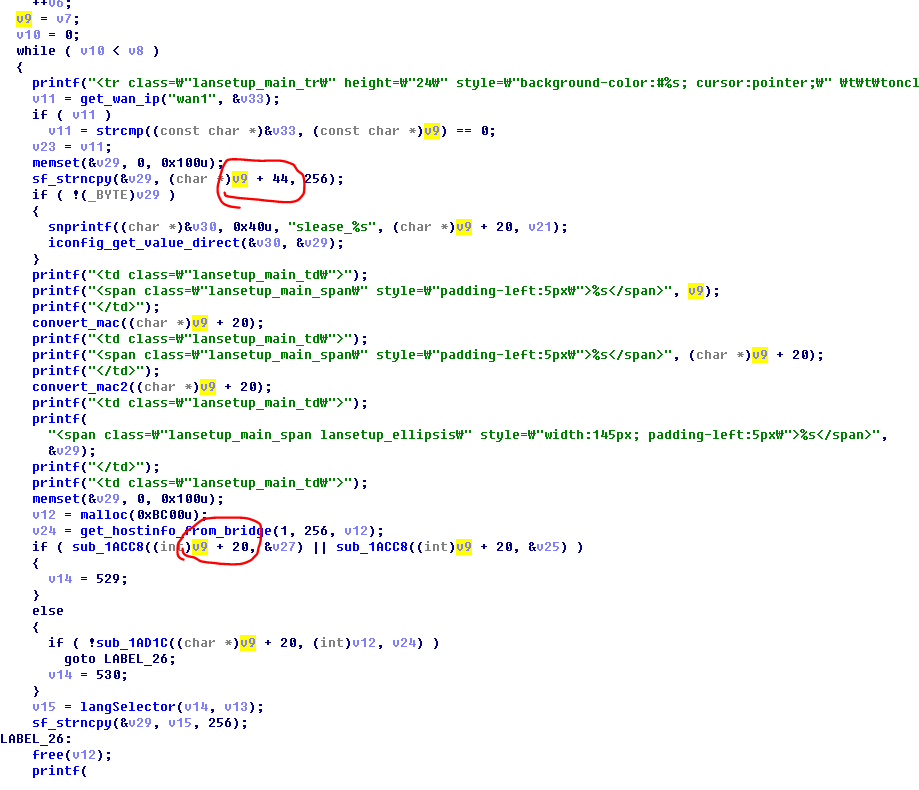 ++v6;
v9 = v7;
v10 = 0;
while ( v10 < v8 )
{
printf("<tr class=₩"lansetup_main_tr₩" height=₩"24₩" style=₩"background-color:#%s; cursor:pointer;₩" ₩t₩t₩toncl
v11 = get_wan_ip("wan1", &v33);
if ( v11 )
v11 = strcmp((const char *)&v33, (const char *)v9) == 0;
v23 = v11;
memset(&v29, 0, 0x100u);
sf_strncpy(&v29, (char *)v9 + 44, 256);
if ( !(_BYTE)v29 )
{
snprintf((char *)&v30, 0x40u, "slease_%s", (char *)v9 + 20, v21);
iconfig_get_value_direct(&v30, &v29);
}
printf("<td class=₩"lansetup_main_td₩">");
printf("<span class=₩"lansetup_main_span₩" style=₩"padding-left:5px₩">%s</span>", v9);
printf("</td>");
convert_mac((char *)v9 + 20);
printf("<td class=₩"lansetup_main_td₩">");
printf("<span class=₩"lansetup_main_span₩" style=₩"padding-left:5px₩">%s</span>", (char *)v9 + 20);
printf("</td>");
convert_mac2((char *)v9 + 20);
printf("<td class=₩"lansetup_main_td₩">");
printf(
"<span class=₩"lansetup_main_span lansetup_ellipsis₩" style=₩"width:145px; padding-left:5px₩">%s</span>",
&v29);
printf("</td>");
printf("<td class=₩"lansetup_main_td₩">");
memset(&v29, 0, 0x100u);
v12 = malloc(0xBC00u);
v24 = get_hostinfo_from_bridge(1, 256, v12);
if ( sub_1ACC8((int)v9 + 20, &v27) || sub_1ACC8((int)v9 + 20, &v25) )
{
v14 = 529;
}
else
{
if ( !sub_1AD1C((char *)v9 + 20, (int)v12, v24) )
goto LABEL_26;
v14 = 530;
}
v15 = langSelector(v14, v13);
sf_strncpy(&v29, v15, 256);
LABEL_26:
free(v12);
printf(